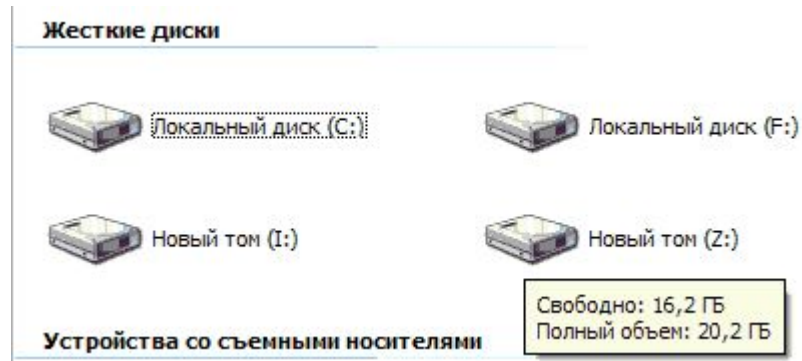 Жесткие диски
Локальный диск (C:) Локальный диск (F:)
Новый том (I:) Новый том (Z:)
Свободно: 16,2 ГБ
Полный объем: 20,2 ГБ
Устройства со съемными носителями